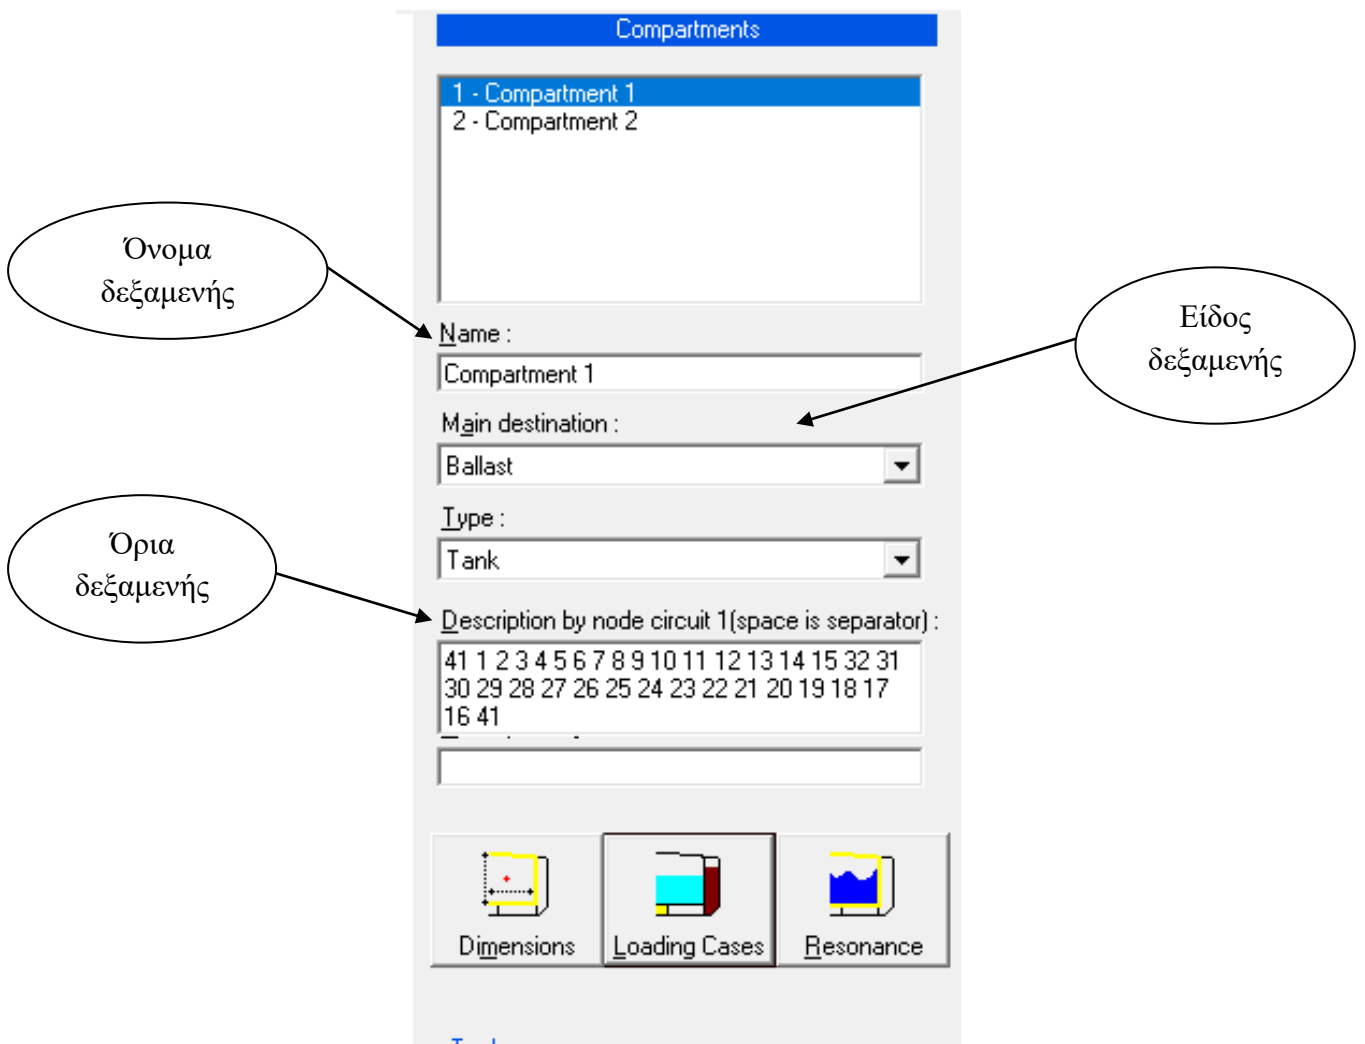 Compartments
1 - Compartment 1
2 - Compartment 2
Όνομα
δεξαμενής
Είδος
δεξαμενής
Name :
Compartment 1
Main destination :
Ballast
Type :
Tank
Όρια
δεξαμενής
Description by node circuit 1(space is separator) :
41 1 2 3 4 5 6 7 8 9 10 11 12 13 14 15 32 31
30 29 28 27 26 25 24 23 22 21 20 19 18 17
16 41
Dimensions
Loading Cases
Resonance